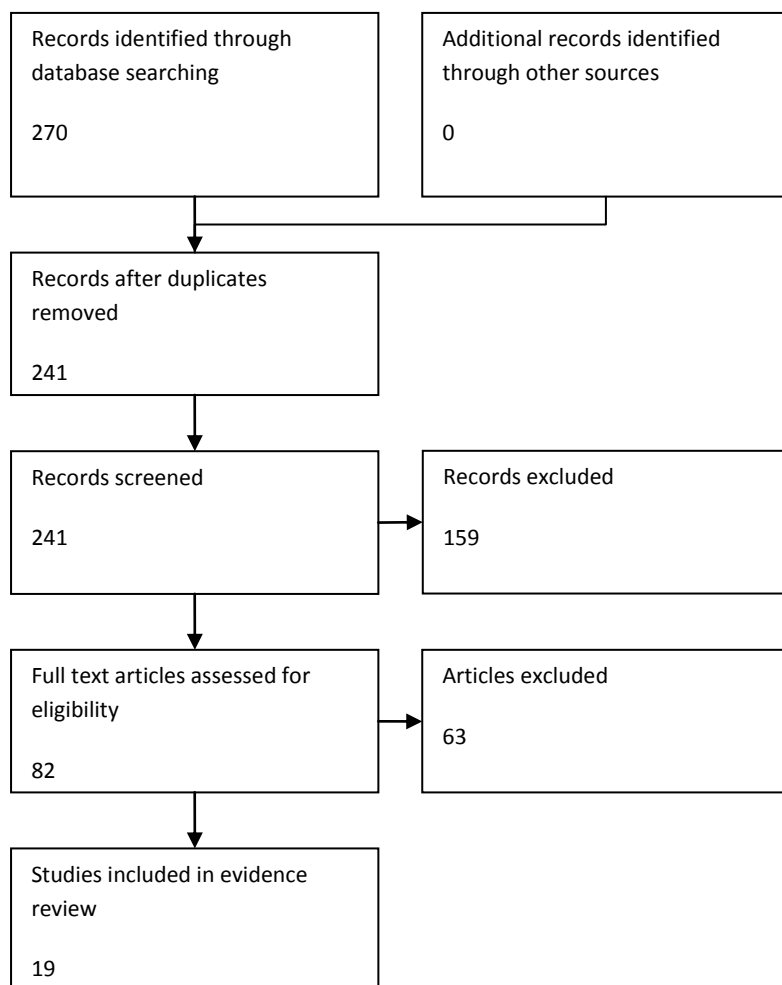 Records identified through
database searching
270
Additional records identified
through other sources
0
Records after duplicates
removed
241
Records screened
241
Records excluded
159
Full text articles assessed for
eligibility
82
Articles excluded
63
Studies included in evidence
review
19